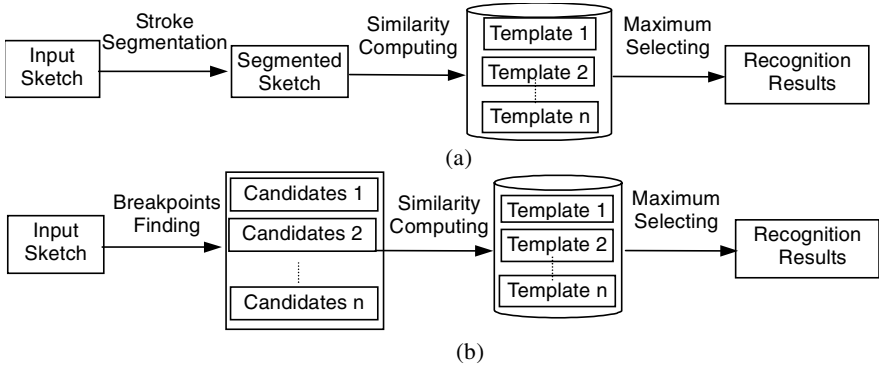 Input
Sketch
Stroke
Segmentation
Segmented
Sketch
Similarity
Computing
Template 1
Template 2
Template n
Maximum
Selecting
Recognition
Results
(a)
Input
Sketch
Breakpoints
Finding
Candidates 1
Candidates 2
Candidates n
Similarity
Computing
Template 1
Template 2
Template n
Maximum
Selecting
Recognition
Results
(b)